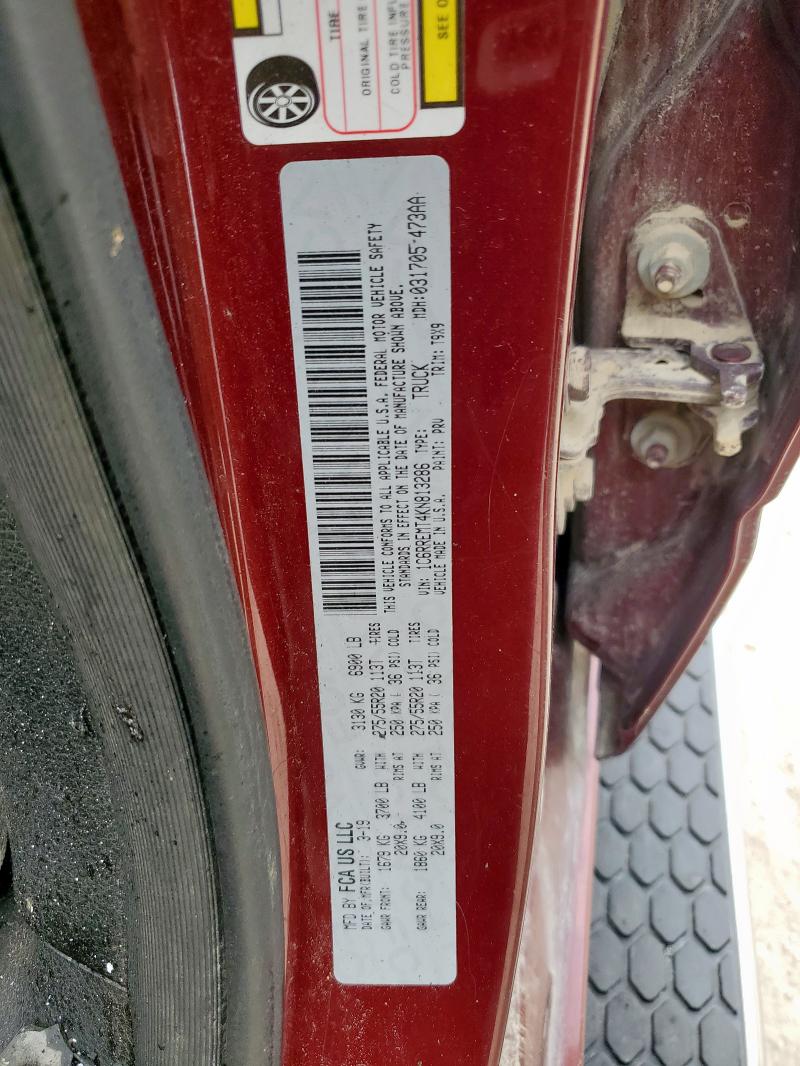 TIRE
ORIGINAL TIRE
COLD TIRE INFL
PRESSURE
SEE O
MFD BY FCA US LLC
DATE OF MFR(BUILT): 3-19 GVWR: 3130 KG 6900 LB
GAWR FRONT: 1679 KG 3700 LB WITH 275/55R20 113T TIRES
20X9.0 RIMS AT 250 KPA ( 36 PSI) COLD
GAWR REAR: 1860 KG 4100 LB WITH 275/55R20 113T TIRES
20X9.0 RIMS AT 250 KPA ( 36 PSI) COLD
THIS VEHICLE CONFORMS TO ALL APPLICABLE U.S.A. FEDERAL MOTOR VEHICLE SAFETY
STANDARDS IN EFFECT ON THE DATE OF MANUFACTURE SHOWN ABOVE.
VIN: 1C6RREMT4KN813286 TYPE: TRUCK MDH:031705-473AA
VEHICLE MADE IN U.S.A. PAINT: PRV TRIM: T9X9